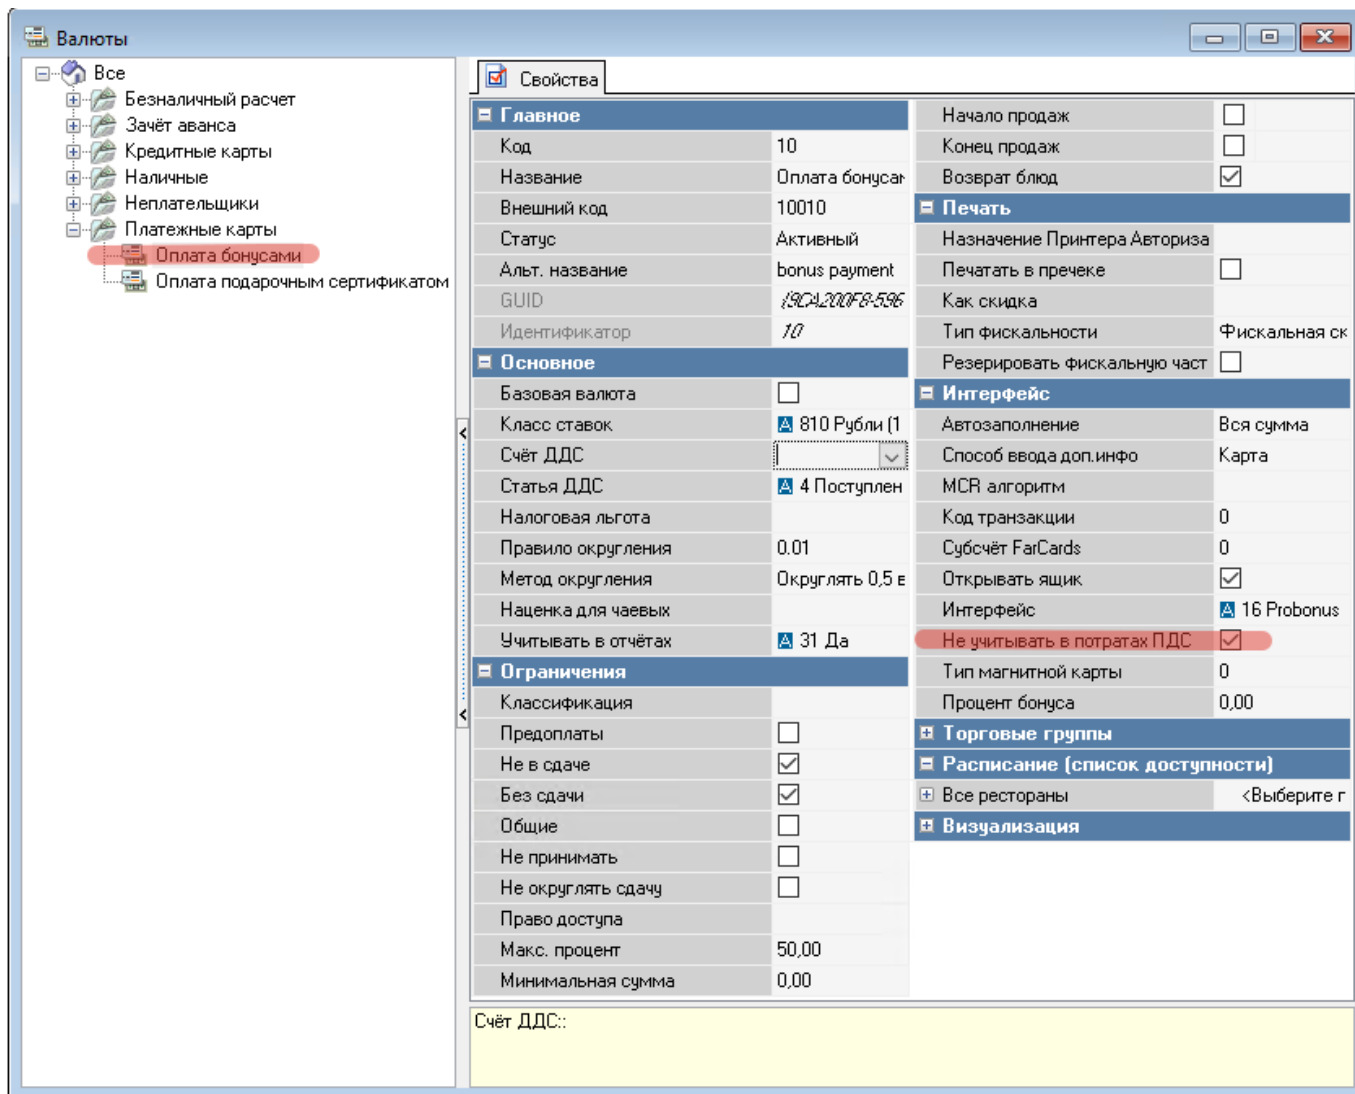 Валюты
Все
Безналичный расчет
Зачёт аванса
Кредитные карты
Наличные
Неплательщики
Платежные карты
Оплата бонусами
Оплата подарочным сертификатом
Свойства
Главное
Код 10
Название Оплата бонусам
Внешний код 10010
Статус Активный
Альт. название bonus payment
GUID {9CA200F8-596
Идентификатор 10
Основное
Базовая валюта
Класс ставок A 810 Рубли (1
Счёт ДДС
Статья ДДС A 4 Поступлен
Налоговая льгота
Правило округления 0.01
Метод округления Округлять 0,5 в
Наценка для чаевых
Учитывать в отчётах A 31 Да
Ограничения
Классификация
Предоплаты
Не в сдаче
Без сдачи
Общие
Не принимать
Не округлять сдачу
Право доступа
Макс. процент 50,00
Минимальная сумма 0,00
Начало продаж
Конец продаж
Возврат блюд
Печать
Назначение Принтера Авториза
Печатать в пречеке
Как скидка
Тип фискальности Фискальная ск
Резерировать фискальную част
Интерфейс
Автозаполнение Вся сумма
Способ ввода доп.инфо Карта
MCR алгоритм
Код транзакции 0
Субсчёт FarCards 0
Открывать ящик
Интерфейс A 16 Probonus
Не учитывать в потратах ПДС
Тип магнитной карты 0
Процент бонуса 0,00
Торговые группы
Расписание (список доступности)
Все рестораны <Выберите г
Визуализация
Счёт ДДС::